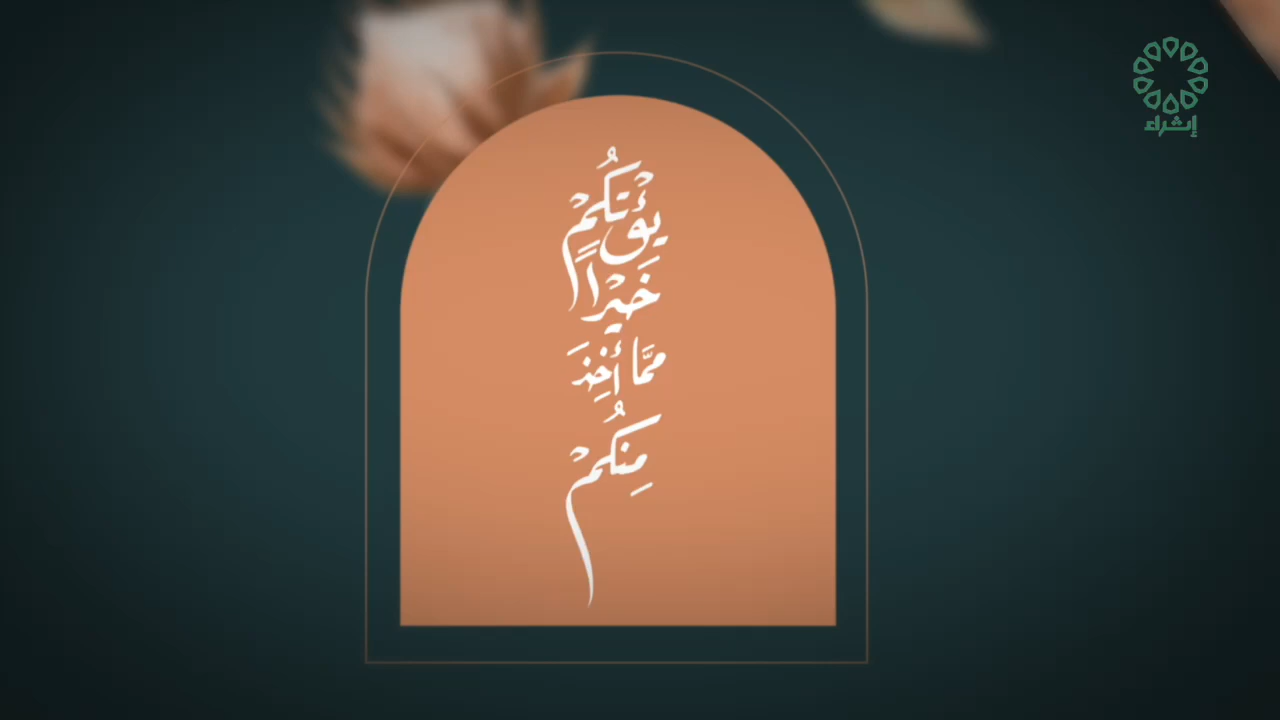 يُؤْتِكُمْ
خَيْرًا
مِّمَّا أُخِذَ
مِنكُمْ
إثراء